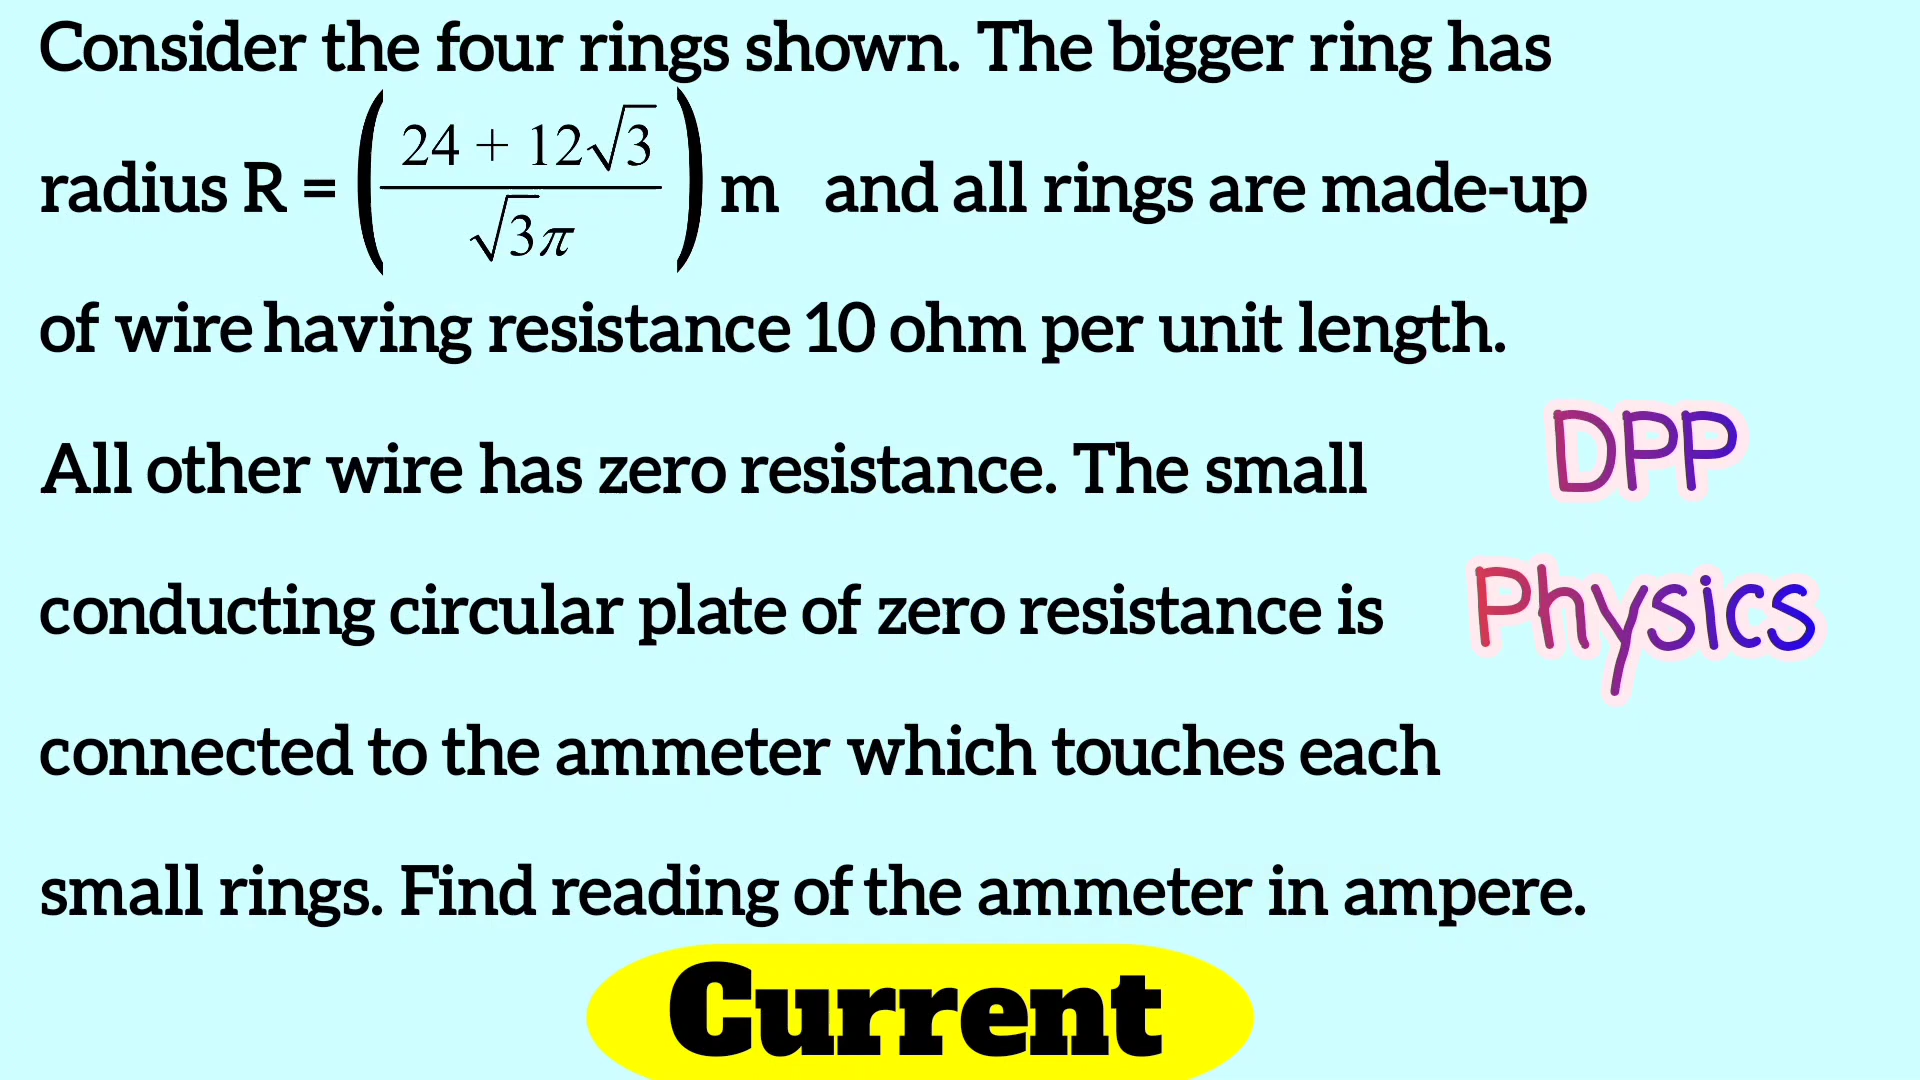 Consider the four rings shown. The bigger ring has
radius R = ( (24 + 12√3) / (√3π) ) m and all rings are made-up
of wire having resistance 10 ohm per unit length.
All other wire has zero resistance. The small
conducting circular plate of zero resistance is
connected to the ammeter which touches each
small rings. Find reading of the ammeter in ampere.
DPP
Physics
Current